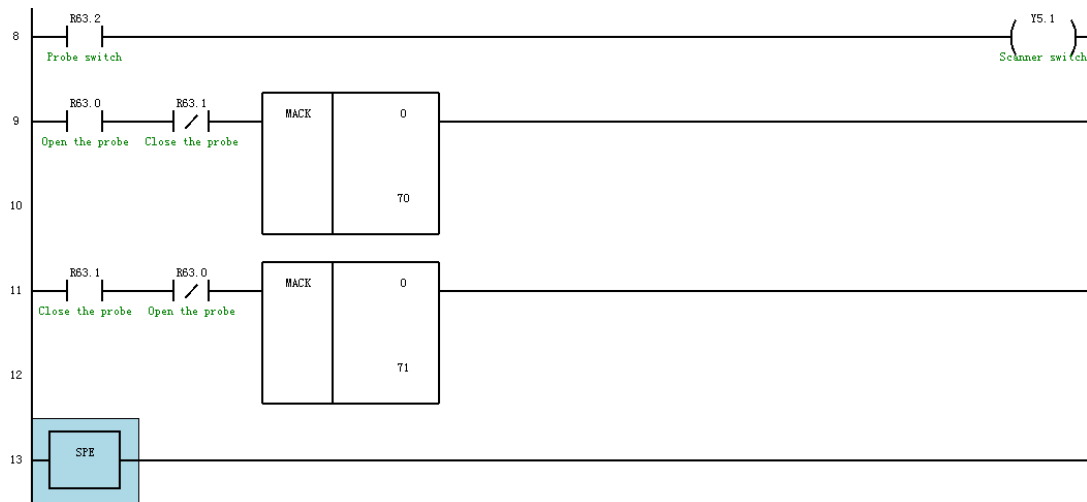 R63.2 Y5.1
8
Probe switch Scanner switch
R63.0 R63.1 MACK 0
9
Open the probe Close the probe
70
10
R63.1 R63.0 MACK 0
11
Close the probe Open the probe
71
12
SPE
13